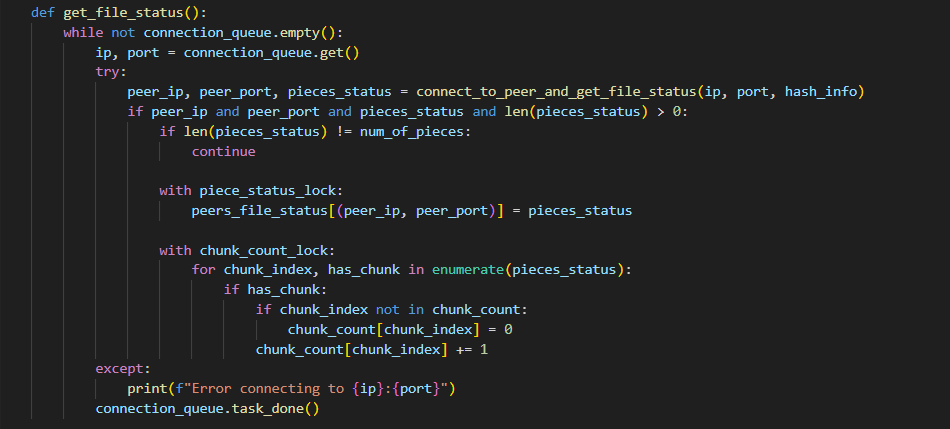 def get_file_status():
    while not connection_queue.empty():
        ip, port = connection_queue.get()
        try:
            peer_ip, peer_port, pieces_status = connect_to_peer_and_get_file_status(ip, port, hash_info)
            if peer_ip and peer_port and pieces_status and len(pieces_status) > 0:
                if len(pieces_status) != num_of_pieces:
                    continue

                with piece_status_lock:
                    peers_file_status[(peer_ip, peer_port)] = pieces_status

                with chunk_count_lock:
                    for chunk_index, has_chunk in enumerate(pieces_status):
                        if has_chunk:
                            if chunk_index not in chunk_count:
                                chunk_count[chunk_index] = 0
                            chunk_count[chunk_index] += 1
        except:
            print(f"Error connecting to {ip}:{port}")
        connection_queue.task_done()